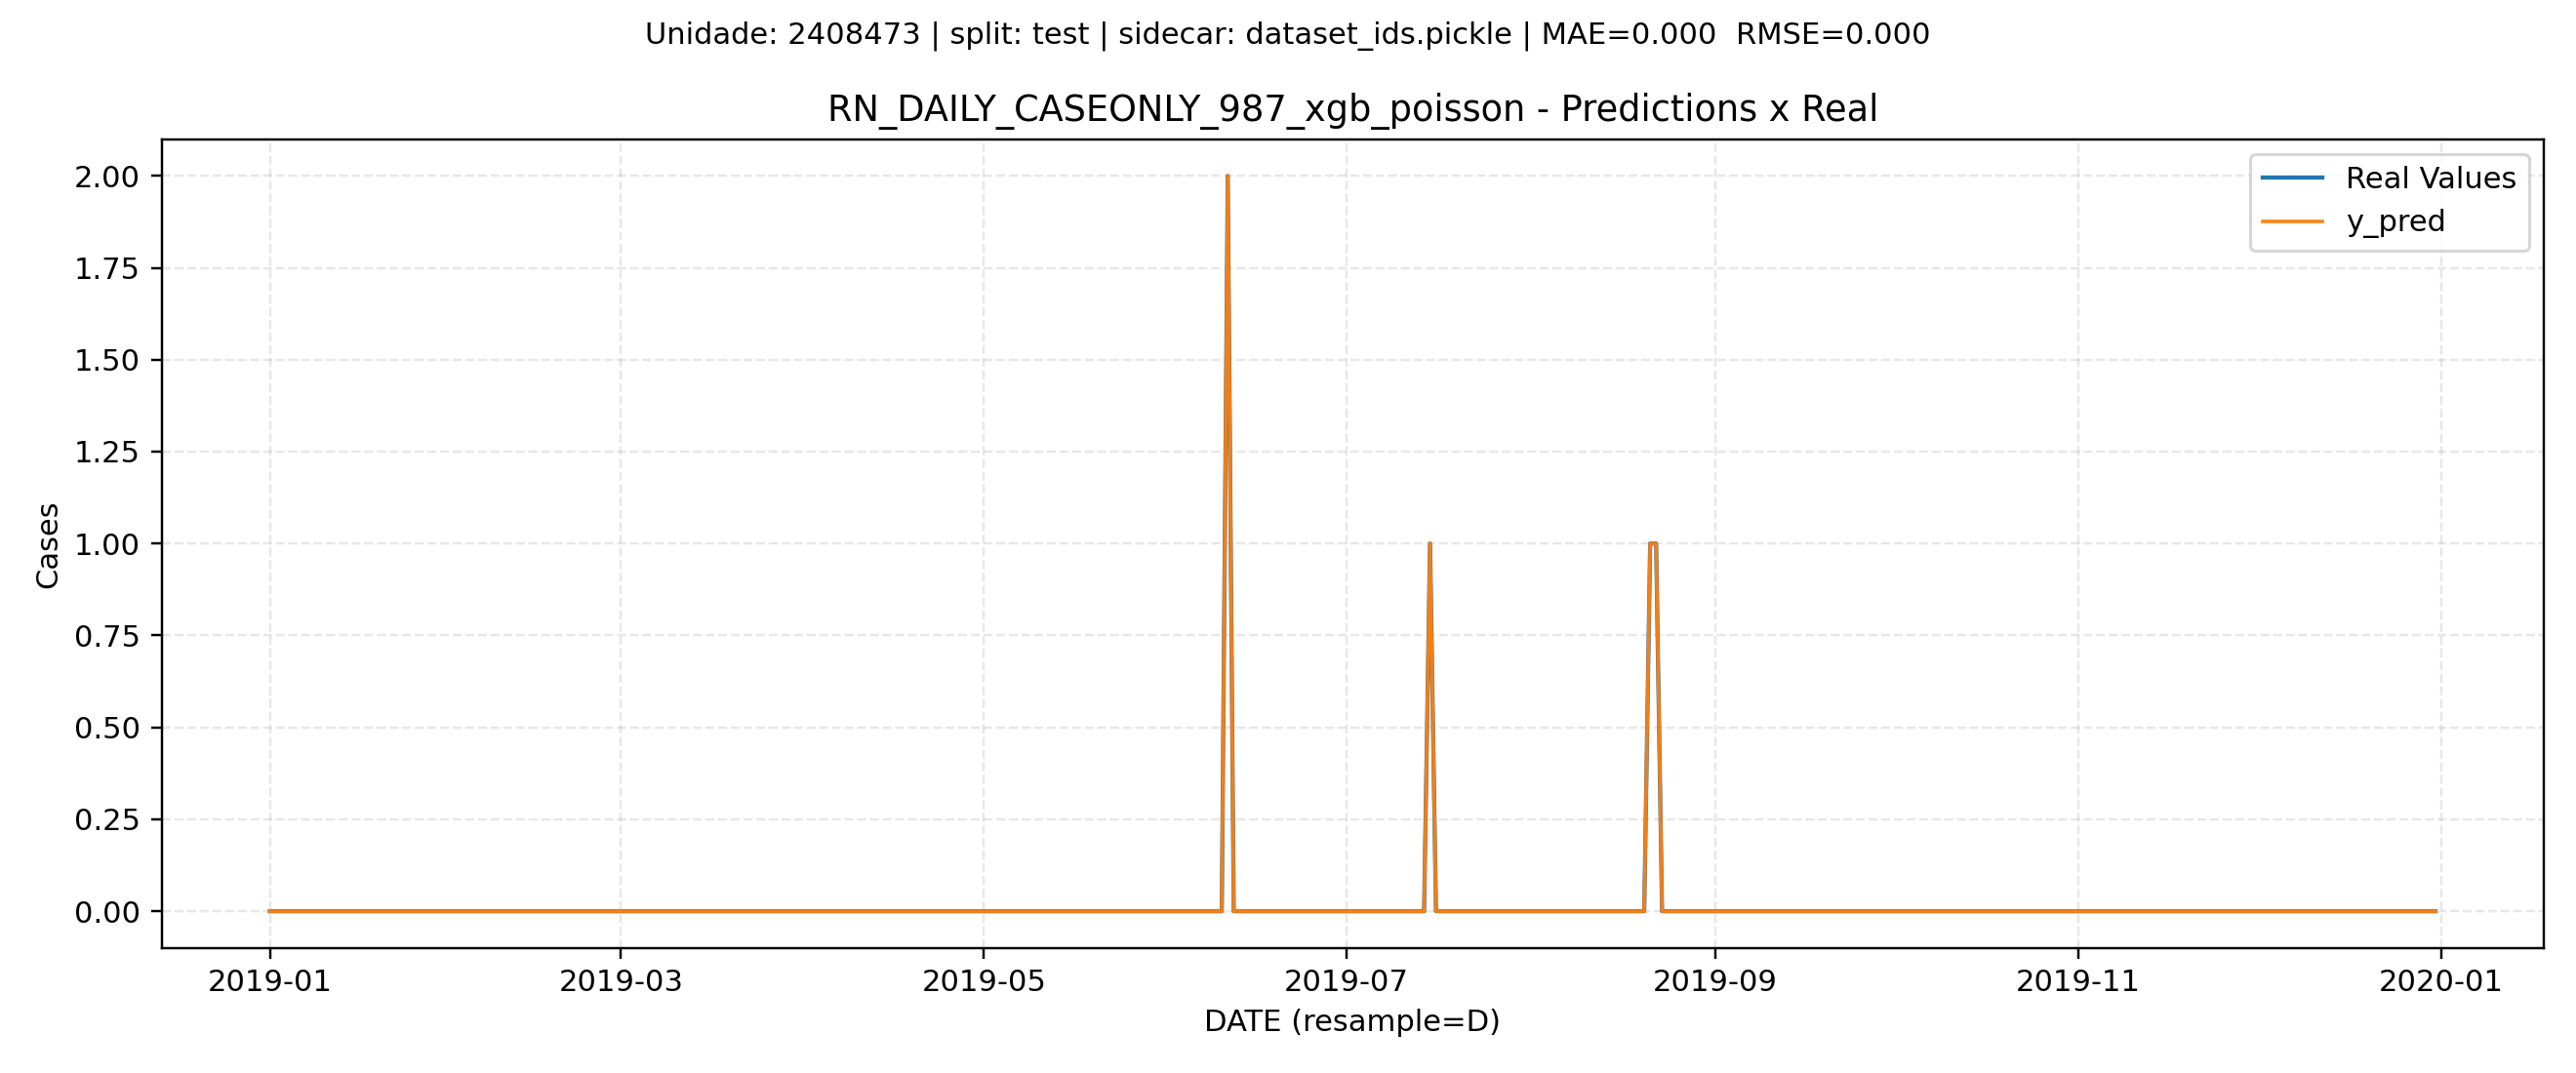 Unidade: 2408473 | split: test | sidecar: dataset_ids.pickle | MAE=0.000  RMSE=0.000
RN_DAILY_CASEONLY_987_xgb_poisson - Predictions x Real
Real Values
y_pred
2.00
1.75
1.50
1.25
1.00
0.75
0.50
0.25
0.00
Cases
2019-01 2019-03 2019-05 2019-07 2019-09 2019-11 2020-01
DATE (resample=D)